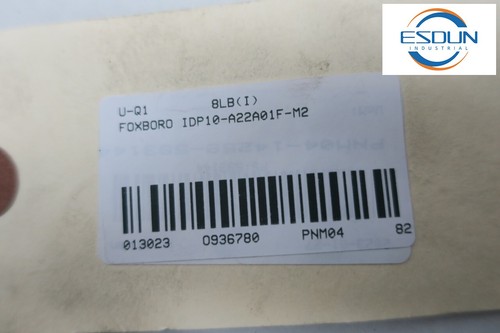 ESDUN
INDUSTRIAL
U-Q1 8LB(I)
FOXBORO IDP10-A22A01F-M2
013023 0936780 PNM04 82